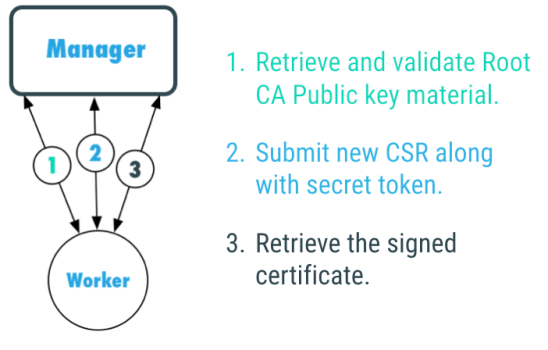 Manager
1. Retrieve and validate Root
CA Public key material.
1
2
3
2. Submit new CSR along
with secret token.
3. Retrieve the signed
certificate.
Worker